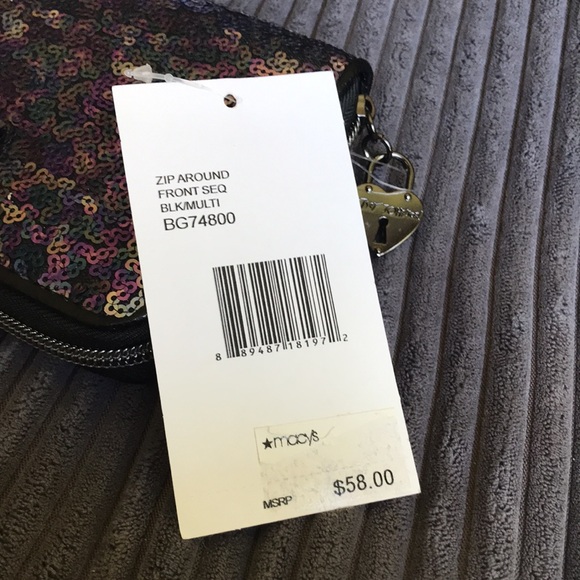 ZIP AROUND
FRONT SEQ
BLK/MULTI
BG74800
8 89487 18197 2
★macy's
MSRP $58.00